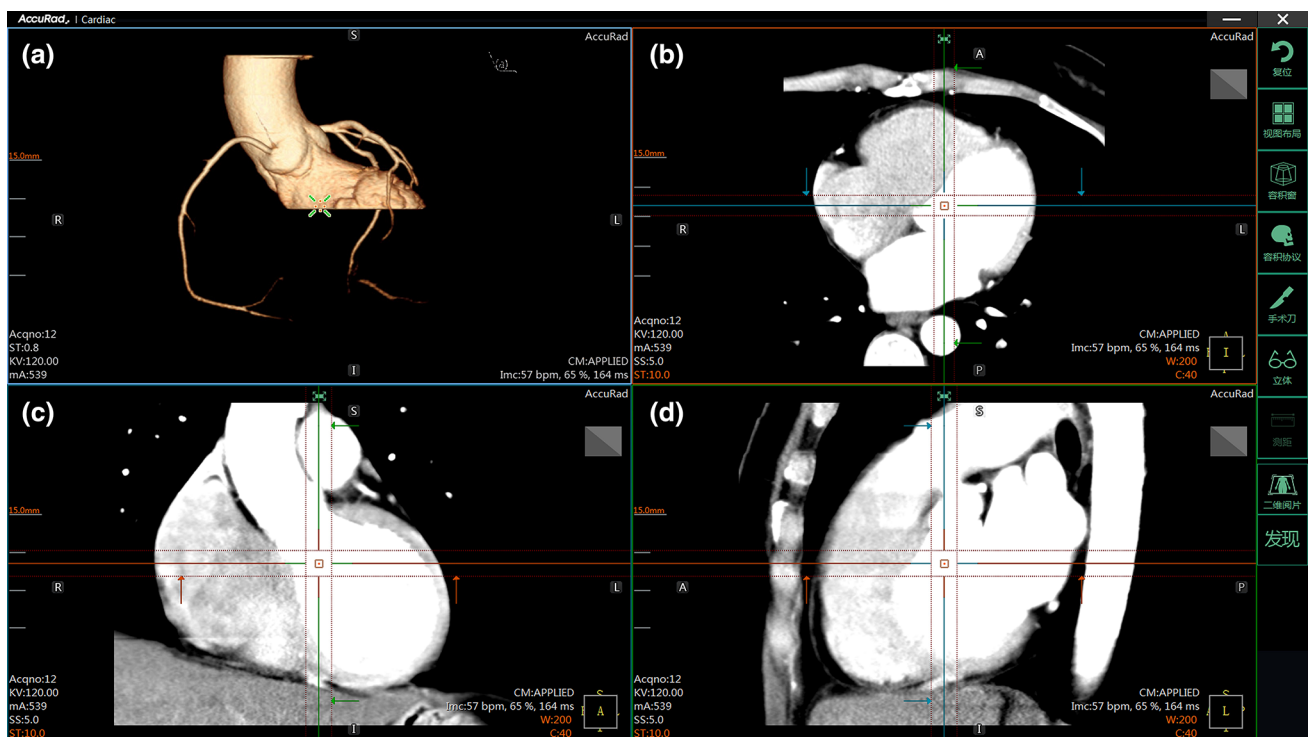 AccuRad | Cardiac
(a)
S
AccuRad
(a)
15.0mm
R
L
Acqno:12
ST:0.8
KV:120.00
mA:539
CM:APPLIED
Imc:57 bpm, 65 %, 164 ms
I
(b)
A
AccuRad
15.0mm
R
L
Acqno:12
KV:120.00
mA:539
SS:5.0
ST:10.0
CM:APPLIED
Imc:57 bpm, 65 %, 164 ms
W:200
C:40
P
A
I
(c)
S
AccuRad
15.0mm
R
L
Acqno:12
KV:120.00
mA:539
SS:5.0
ST:10.0
CM:APPLIED
Imc:57 bpm, 65 %, 164 ms
W:200
C:40
I
S
A
(d)
S
AccuRad
15.0mm
A
P
Acqno:12
KV:120.00
mA:539
SS:5.0
ST:10.0
CM:APPLIED
Imc:57 bpm, 65 %, 164 ms
W:200
C:40
I
S
L
复位
视图布局
容积窗
容积协议
手术刀
立体
测距
二维阅片
发现